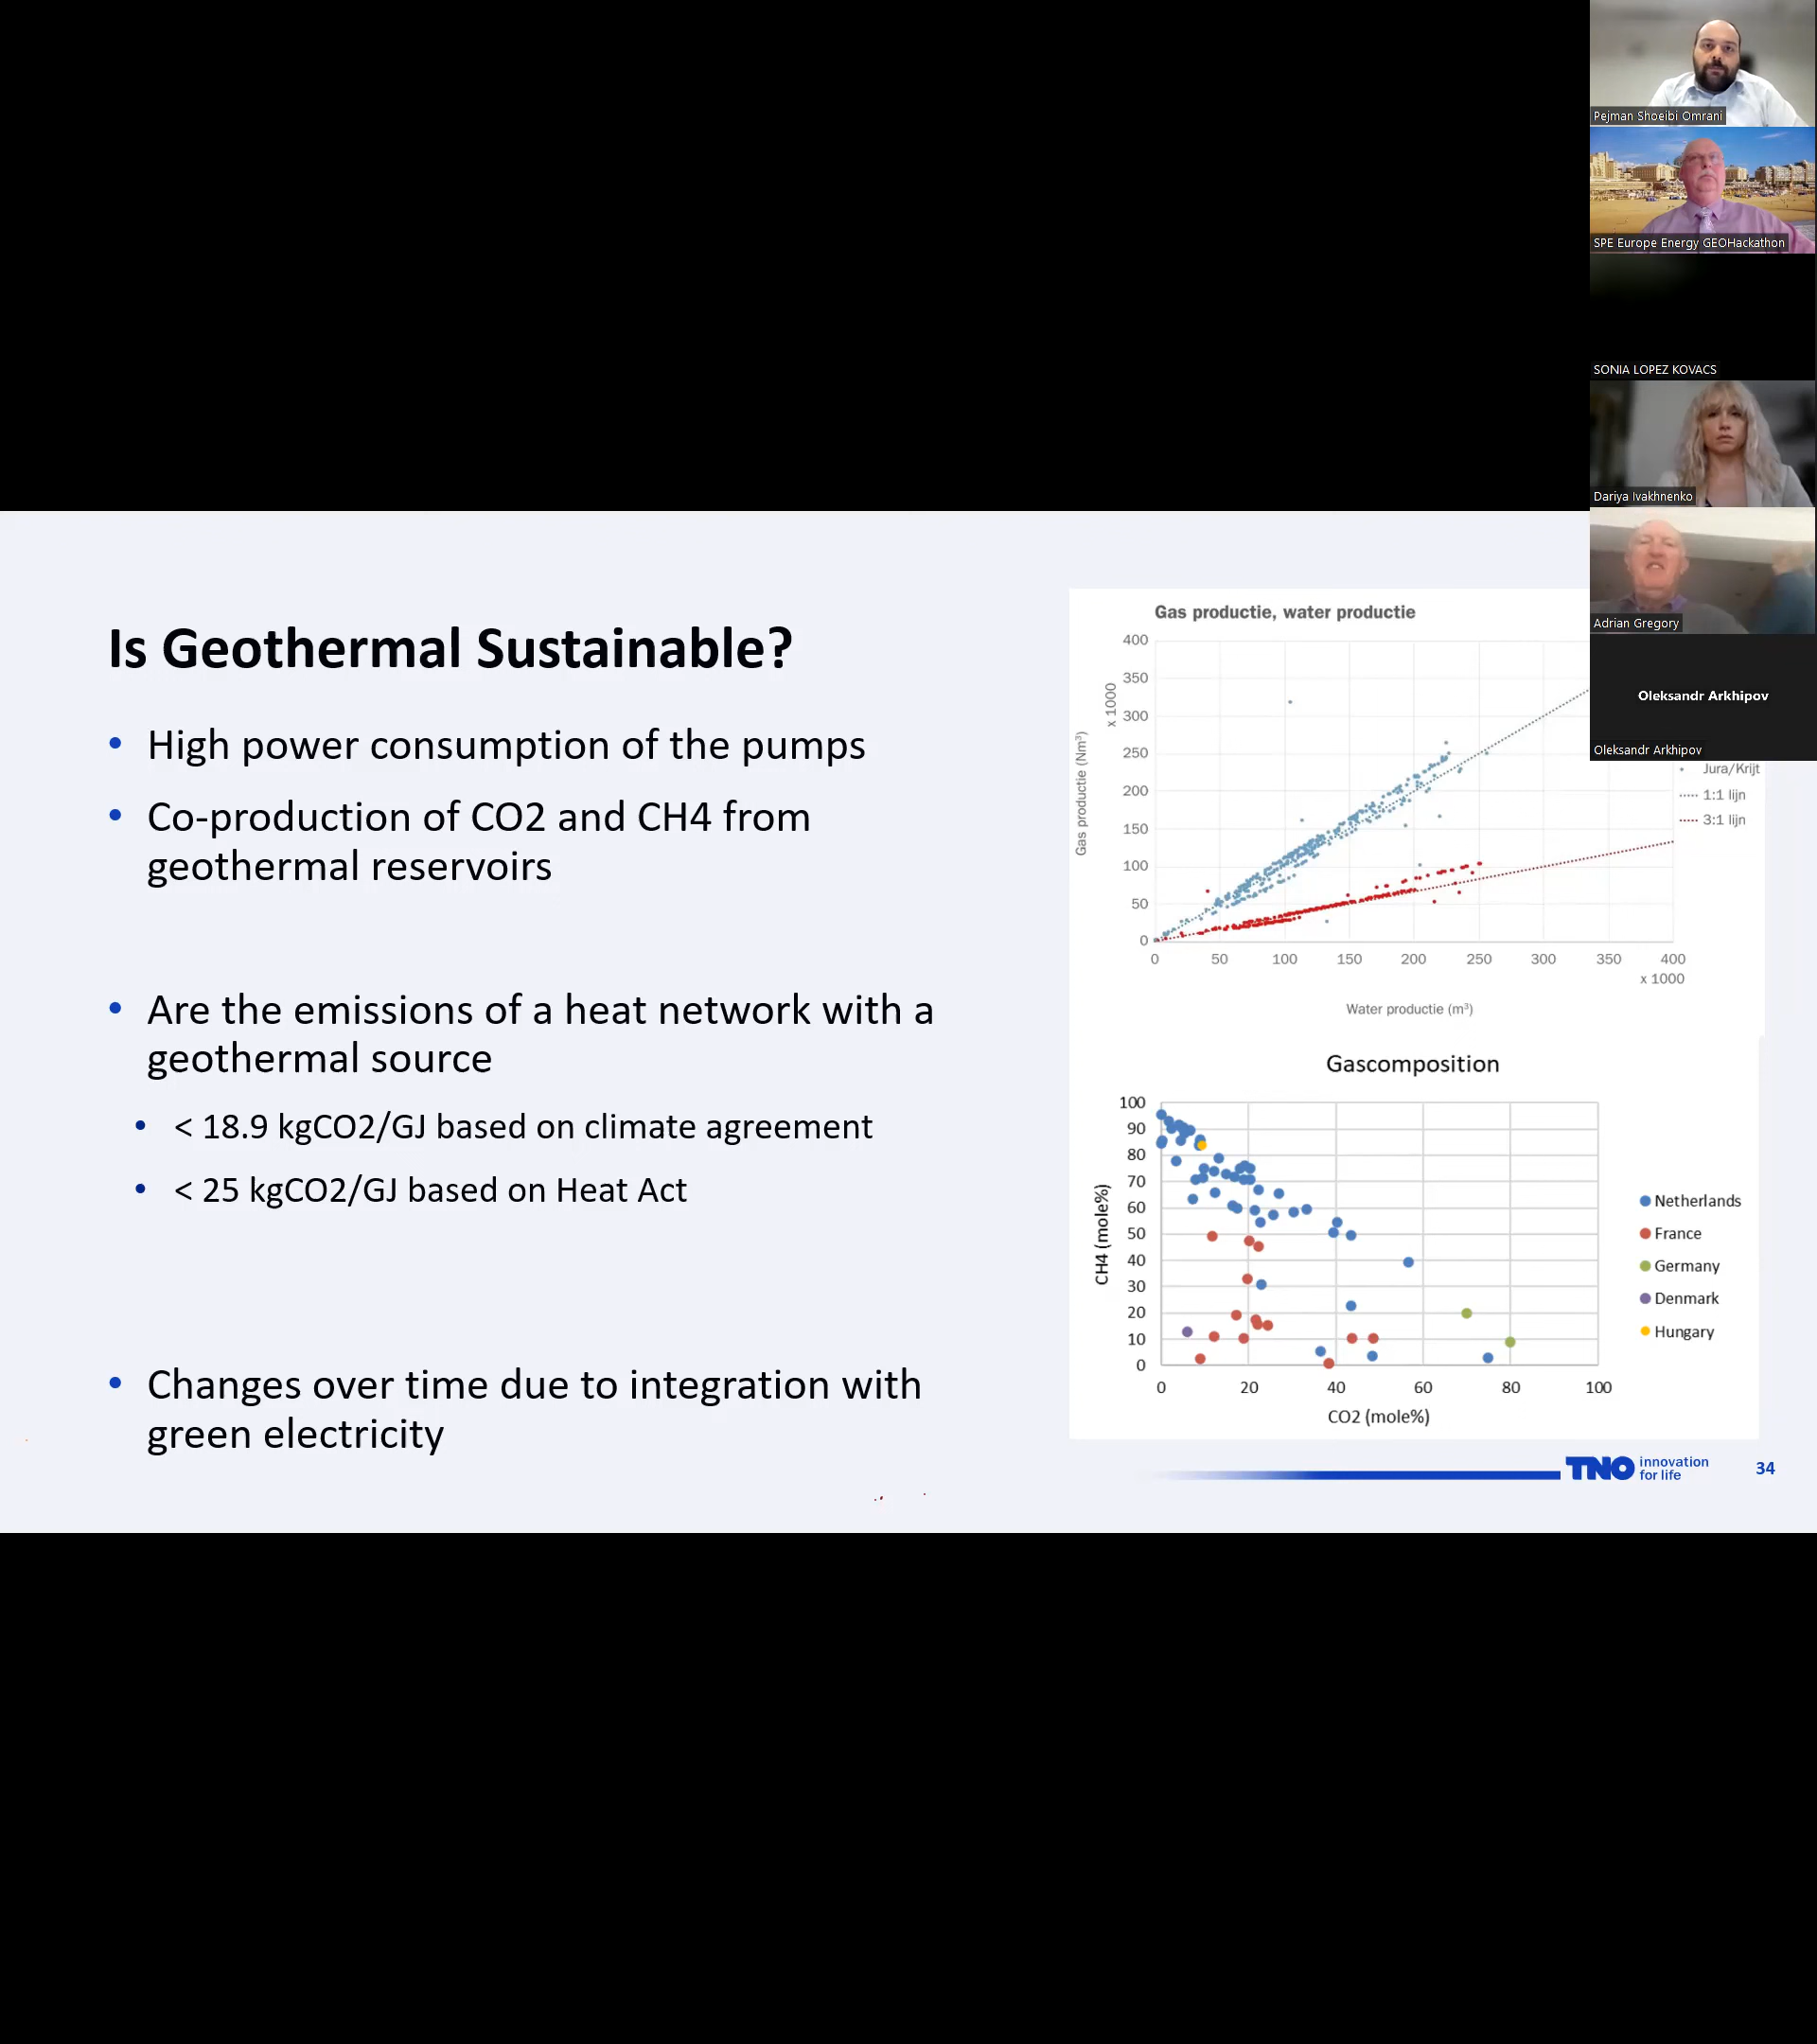 Pejman Shoeibi Omrani
SPE Europe Energy GEOHackathon
SONIA LOPEZ KOVACS
Dariya Ivakhnenko
Adrian Gregory
Oleksandr Arkhipov
Oleksandr Arkhipov
Is Geothermal Sustainable?
• High power consumption of the pumps
• Co-production of CO2 and CH4 from
geothermal reservoirs
• Are the emissions of a heat network with a
geothermal source
• < 18.9 kgCO2/GJ based on climate agreement
• < 25 kgCO2/GJ based on Heat Act
• Changes over time due to integration with
green electricity
Gas productie, water productie
Gas productie (Nm³)
x 1000
400
350
300
250
200
150
100
50
0
0 50 100 150 200 250 300 350 400
x 1000
Water productie (m³)
Jura/Krijt
1:1 lijn
3:1 lijn
Gascomposition
CH4 (mole%)
100
90
80
70
60
50
40
30
20
10
0
0 20 40 60 80 100
CO2 (mole%)
Netherlands
France
Germany
Denmark
Hungary
TNO innovation
for life
34